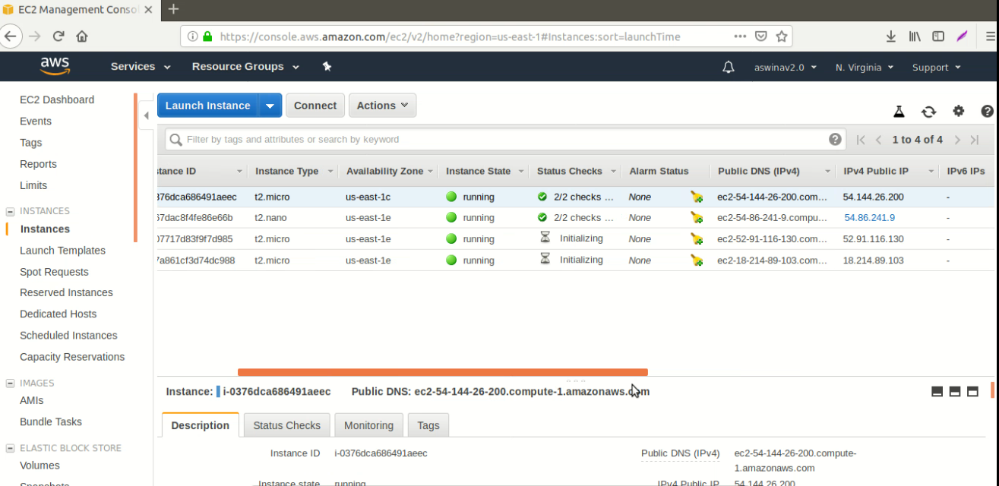 EC2 Management Consol
https://console.aws.amazon.com/ec2/v2/home?region=us-east-1#Instances:sort=launchTime
aws Services Resource Groups aswinav2.0 N. Virginia Support
EC2 Dashboard
Events
Tags
Reports
Limits
INSTANCES
Instances
Launch Templates
Spot Requests
Reserved Instances
Dedicated Hosts
Scheduled Instances
Capacity Reservations
IMAGES
AMIs
Bundle Tasks
ELASTIC BLOCK STORE
Volumes
Snapshots
Launch Instance Connect Actions
Filter by tags and attributes or search by keyword 1 to 4 of 4
stance ID Instance Type Availability Zone Instance State Status Checks Alarm Status Public DNS (IPv4) IPv4 Public IP IPv6 IPs
376dca686491aeec t2.micro us-east-1c running 2/2 checks ... None ec2-54-144-26-200.com... 54.144.26.200 -
57dac8f4fe86e66b t2.nano us-east-1e running 2/2 checks ... None ec2-54-86-241-9.compu... 54.86.241.9 -
07717d83f9f7d985 t2.micro us-east-1e running Initializing None ec2-52-91-116-130.com... 52.91.116.130 -
7a861cf3d74dc988 t2.micro us-east-1e running Initializing None ec2-18-214-89-103.com... 18.214.89.103 -
Instance: i-0376dca686491aeec Public DNS: ec2-54-144-26-200.compute-1.amazonaws.com
Description Status Checks Monitoring Tags
Instance ID i-0376dca686491aeec Public DNS (IPv4) ec2-54-144-26-200.compute-
1.amazonaws.com
Instance state running IPv4 Public IP 54.144.26.200